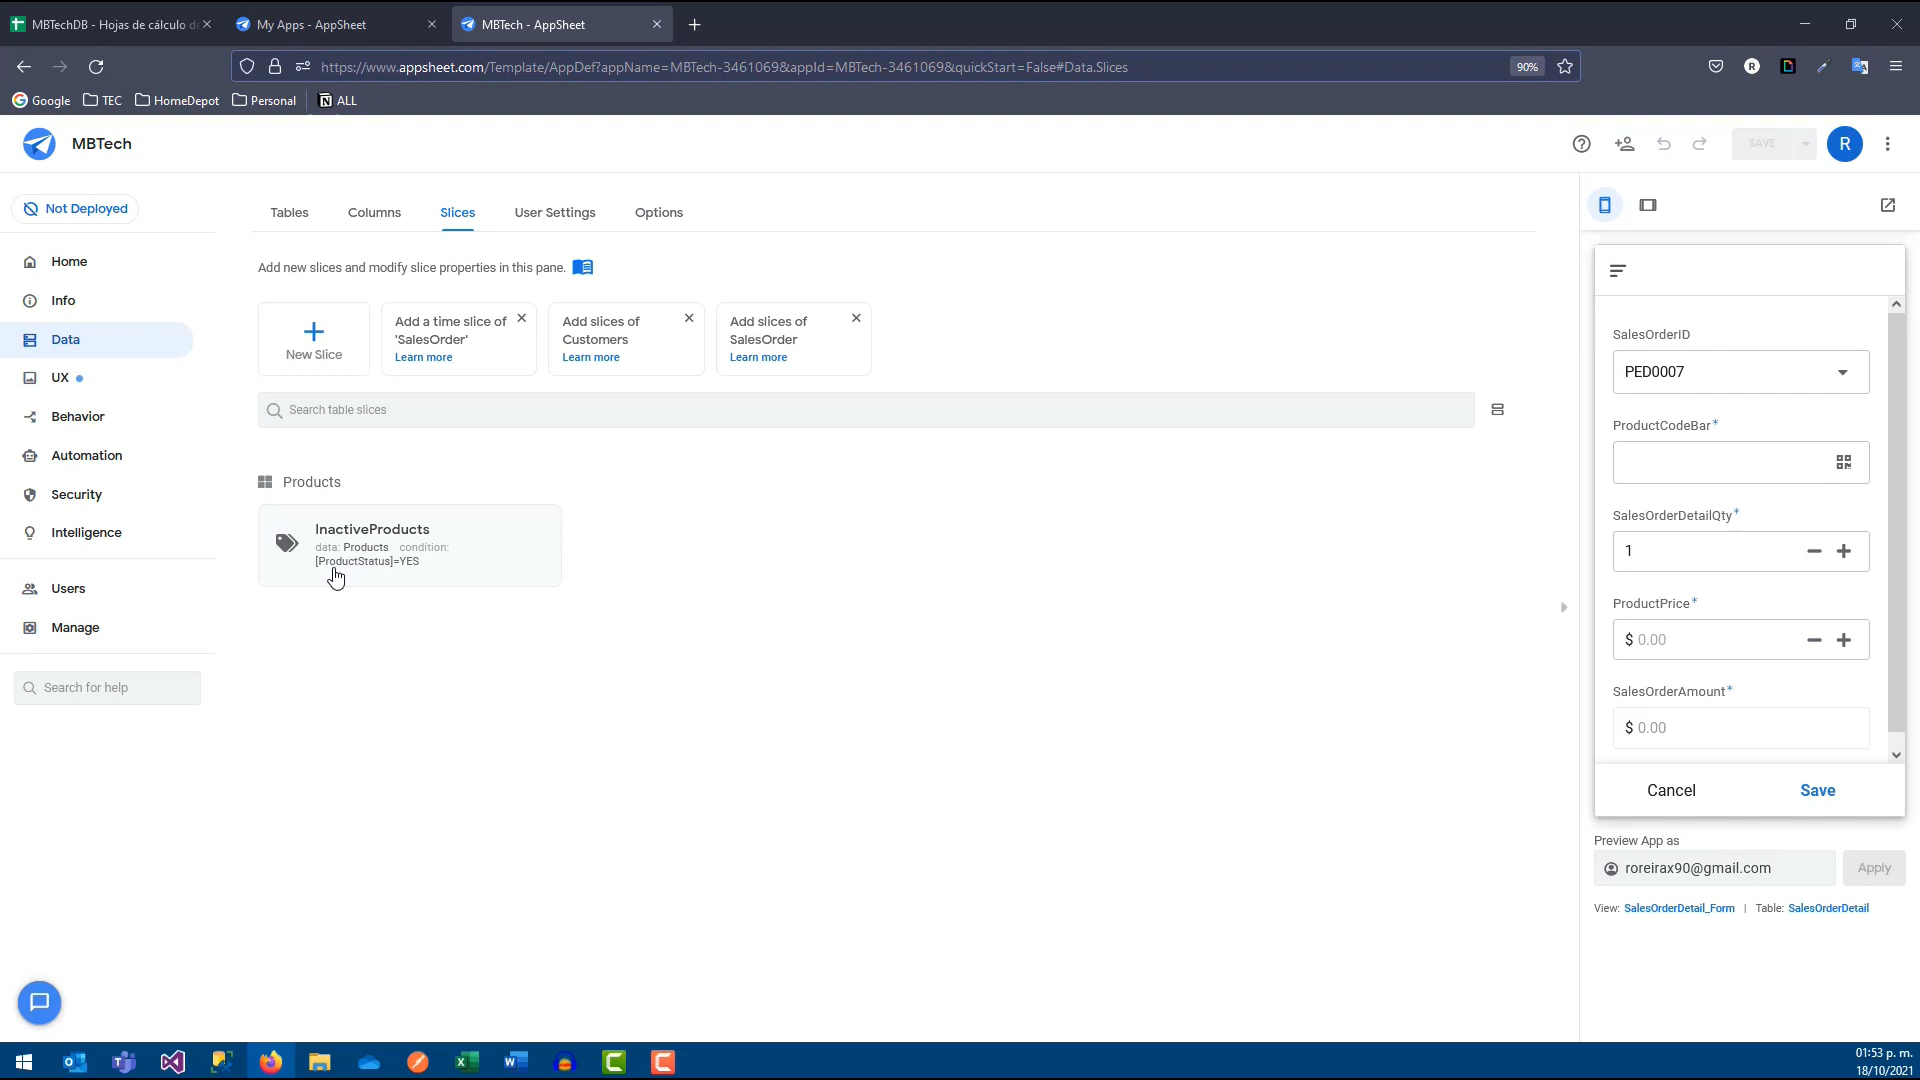 MBTechDB - Hojas de cálculo d
My Apps - AppSheet
MBTech - AppSheet
https://www.appsheet.com/Template/AppDef?appName=MBTech-3461069&appId=MBTech-3461069&quickStart=False#Data.Slices
90%
Google
TEC
HomeDepot
Personal
ALL
MBTech
SAVE
R
Not Deployed
Home
Info
Data
UX
Behavior
Automation
Security
Intelligence
Users
Manage
Search for help
Tables
Columns
Slices
User Settings
Options
Add new slices and modify slice properties in this pane.
New Slice
Add a time slice of
'SalesOrder'
Learn more
Add slices of
Customers
Learn more
Add slices of
SalesOrder
Learn more
Search table slices
Products
InactiveProducts
data: Products condition:
[ProductStatus]=YES
SalesOrderID
PED0007
ProductCodeBar*
SalesOrderDetailQty*
1
ProductPrice*
$ 0.00
SalesOrderAmount*
$ 0.00
Cancel
Save
Preview App as
roreirax90@gmail.com
Apply
View: SalesOrderDetail_Form | Table: SalesOrderDetail
01:53 p. m.
18/10/2021